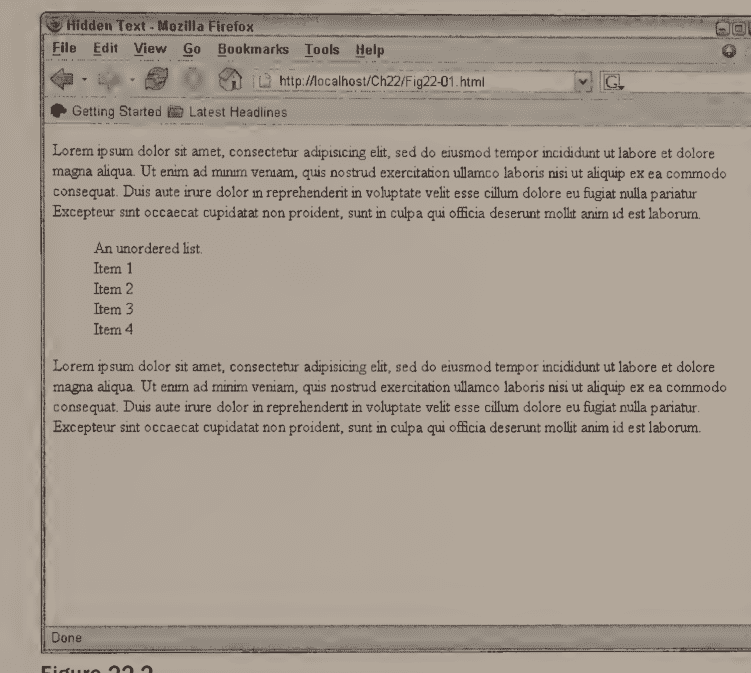 Hidden Text - Mozilla Firefox
File Edit View Go Bookmarks Tools Help
http://localhost/Ch22/Fig22-01.html
G
Getting Started Latest Headlines
Lorem ipsum dolor sit amet, consectetur adipisicing elit, sed do eiusmod tempor incididunt ut labore et dolore
magna aliqua. Ut enim ad minim veniam, quis nostrud exercitation ullamco laboris nisi ut aliquip ex ea commodo
consequat. Duis aute irure dolor in reprehenderit in voluptate velit esse cillum dolore eu fugiat nulla pariatur
Excepteur sint occaecat cupidatat non proident, sunt in culpa qui officia deserunt mollit anim id est laborum.
An unordered list.
Item 1
Item 2
Item 3
Item 4
Lorem ipsum dolor sit amet, consectetur adipisicing elit, sed do eiusmod tempor incididunt ut labore et dolore
magna aliqua. Ut enim ad minim veniam, quis nostrud exercitation ullamco laboris nisi ut aliquip ex ea commodo
consequat. Duis aute irure dolor in reprehenderit in voluptate velit esse cillum dolore eu fugiat nulla pariatur.
Excepteur sint occaecat cupidatat non proident, sunt in culpa qui officia deserunt mollit anim id est laborum.
Done
Figure 22-2